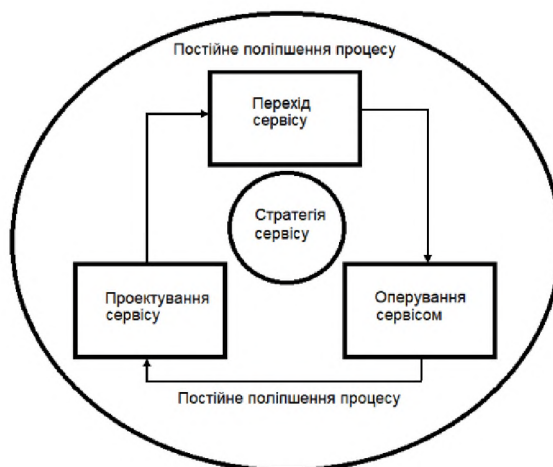 Постійне поліпшення процесу
Перехід
сервісу
Стратегія
сервісу
Проектування
сервісу
Оперування
сервісом
Постійне поліпшення процесу